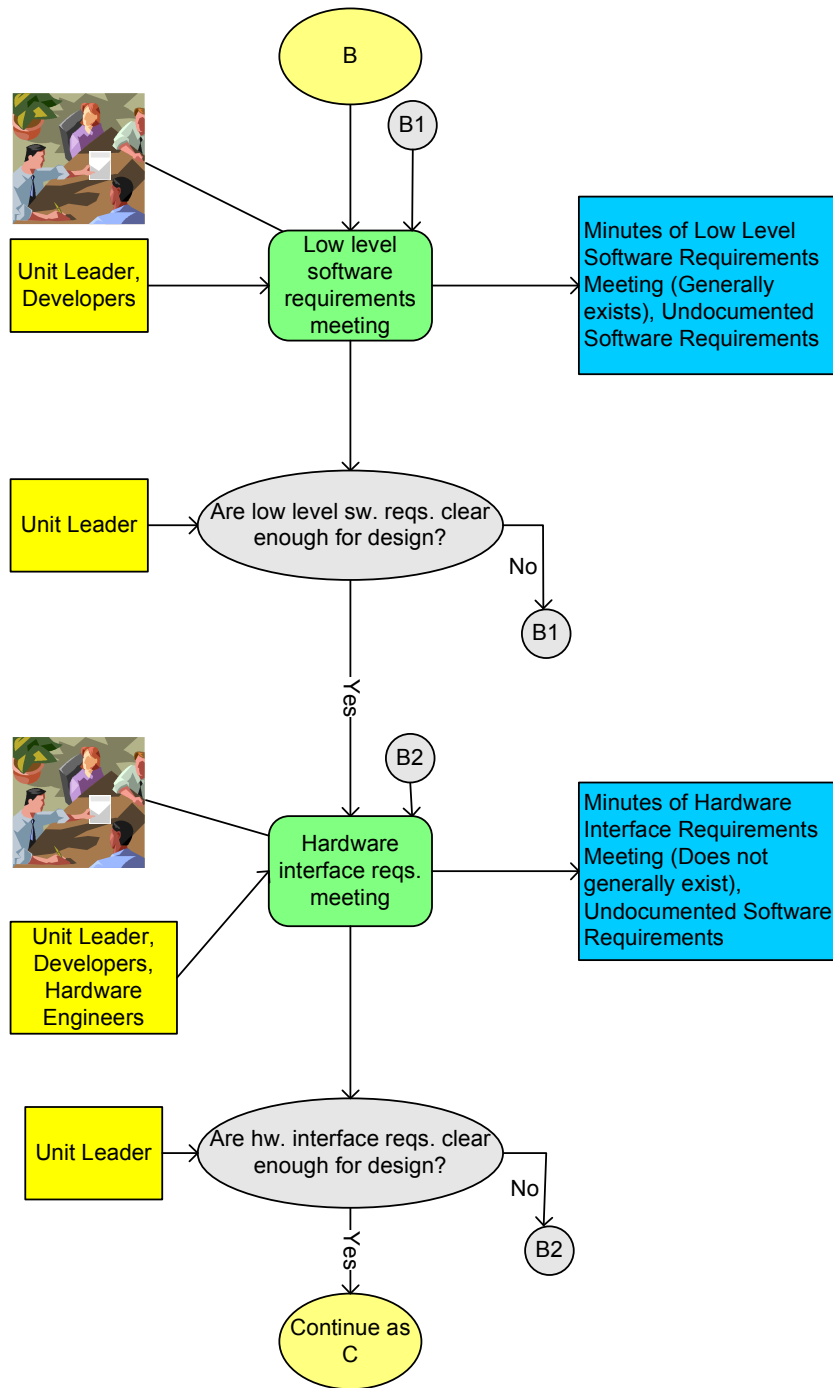 B
B1
Low level
software
requirements
meeting
Unit Leader,
Developers
Minutes of Low Level
Software Requirements
Meeting (Generally
exists), Undocumented
Software Requirements
Unit Leader
Are low level sw. reqs. clear
enough for design?
No
B1
Yes
B2
Hardware
interface reqs.
meeting
Minutes of Hardware
Interface Requirements
Meeting (Does not
generally exist),
Undocumented Software
Requirements
Unit Leader,
Developers,
Hardware
Engineers
Unit Leader
Are hw. interface reqs. clear
enough for design?
No
B2
Yes
Continue as
C